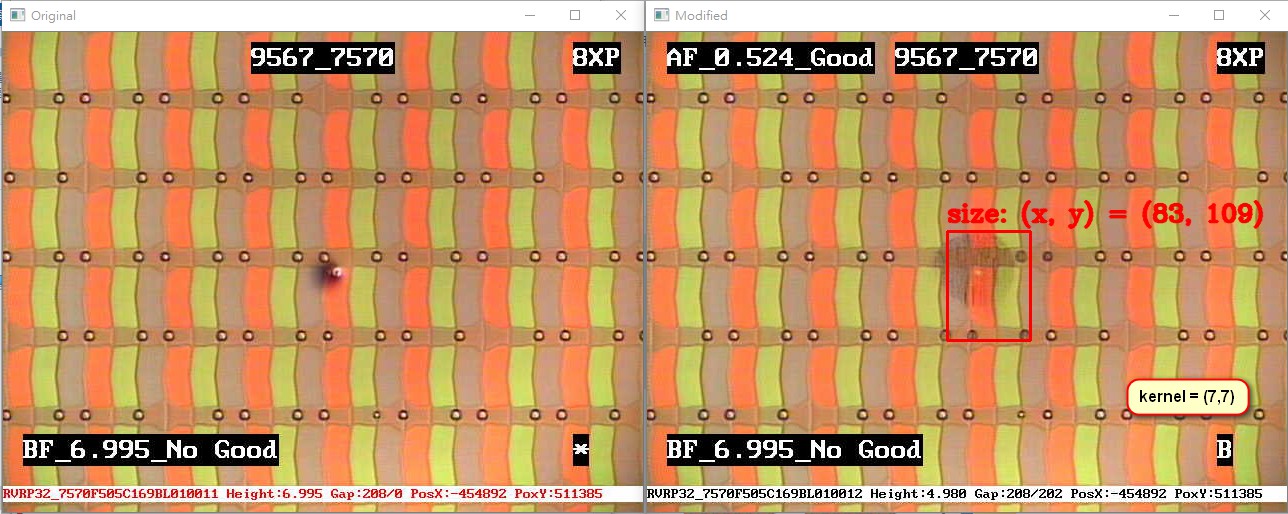 Original
9567_7570
8XP
BF_6.995_No Good
*
RVRP32_7570F505C169BL010011 Height:6.995 Gap:208/0 PosX:-454892 PoxY:511385
Modified
AF_0.524_Good
9567_7570
8XP
size: (x, y) = (83, 109)
kernel = (7,7)
BF_6.995_No Good
B
RVRP32_7570F505C169BL010012 Height:4.980 Gap:208/202 PosX:-454892 PoxY:511385